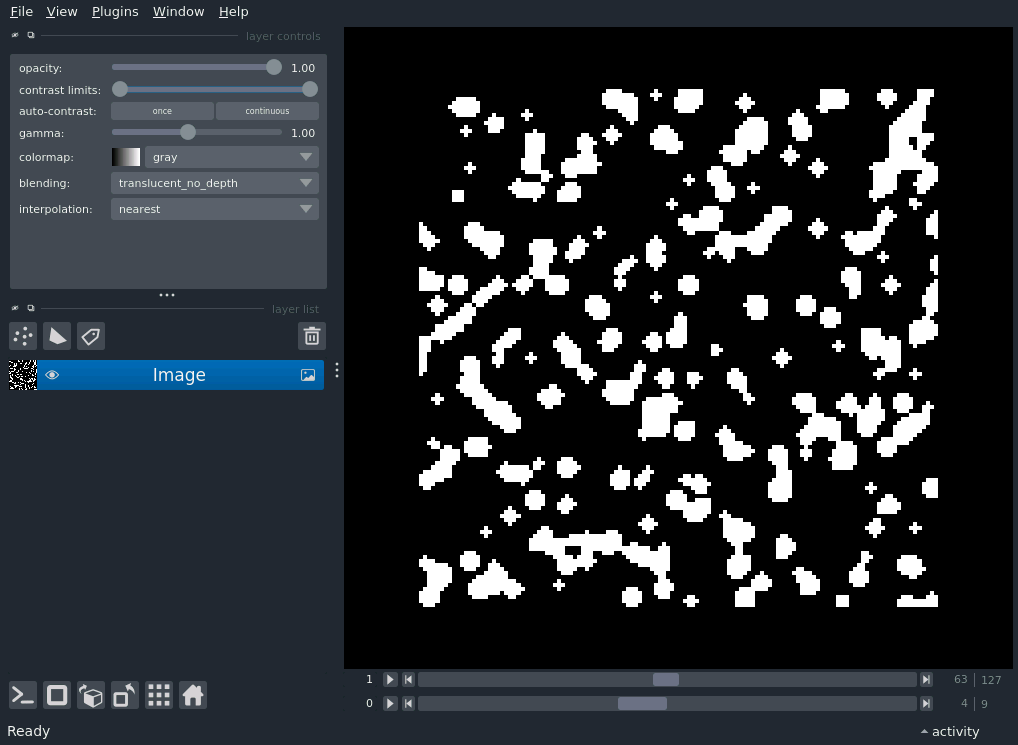 File View Plugins Window Help
layer controls
opacity: 1.00
contrast limits:
auto-contrast: once continuous
gamma: 1.00
colormap: gray
blending: translucent_no_depth
interpolation: nearest
layer list
Image
1 63 127
0 4 9
Ready activity